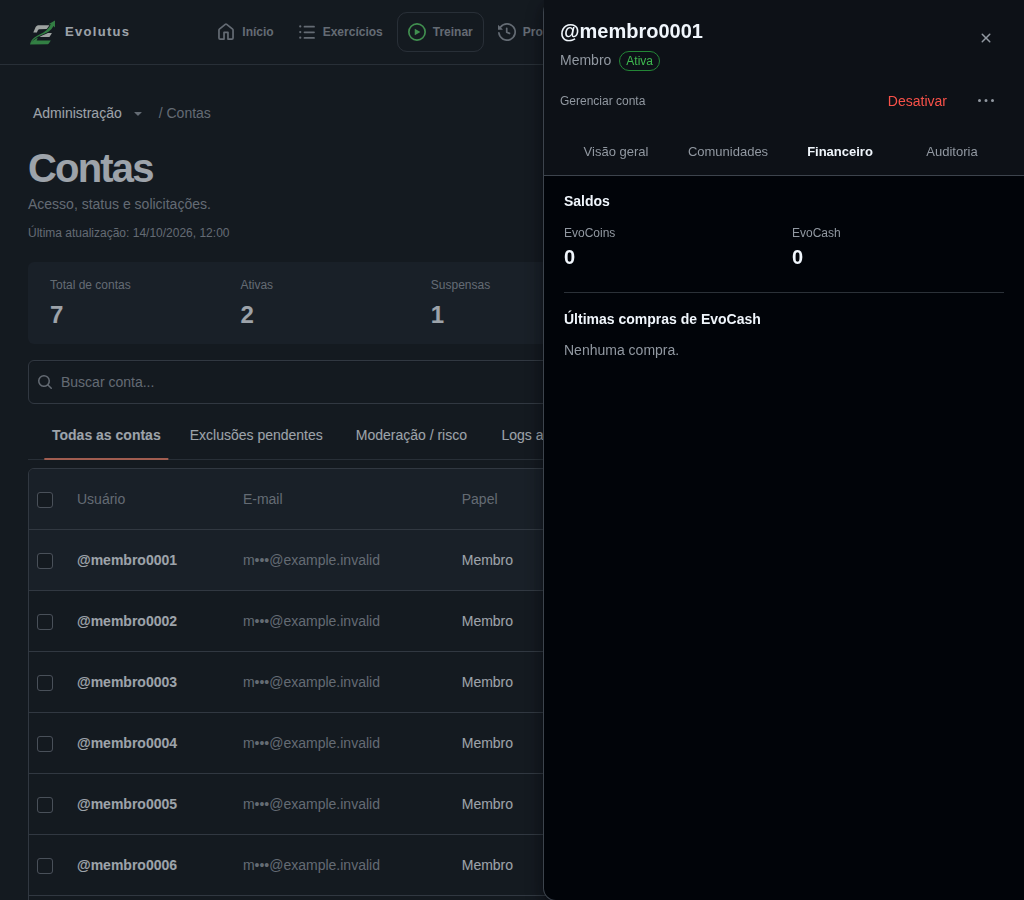 Evolutus
Início
Exercícios
Treinar
Pro
Administração
/ Contas
Contas
Acesso, status e solicitações.
Última atualização: 14/10/2026, 12:00
Total de contas
7
Ativas
2
Suspensas
1
Buscar conta...
Todas as contas
Exclusões pendentes
Moderação / risco
Logs a
Usuário E-mail Papel
@membro0001 m•••@example.invalid Membro
@membro0002 m•••@example.invalid Membro
@membro0003 m•••@example.invalid Membro
@membro0004 m•••@example.invalid Membro
@membro0005 m•••@example.invalid Membro
@membro0006 m•••@example.invalid Membro
@membro0001
Membro Ativa
Gerenciar conta
Desativar
Visão geral
Comunidades
Financeiro
Auditoria
Saldos
EvoCoins
0
EvoCash
0
Últimas compras de EvoCash
Nenhuma compra.